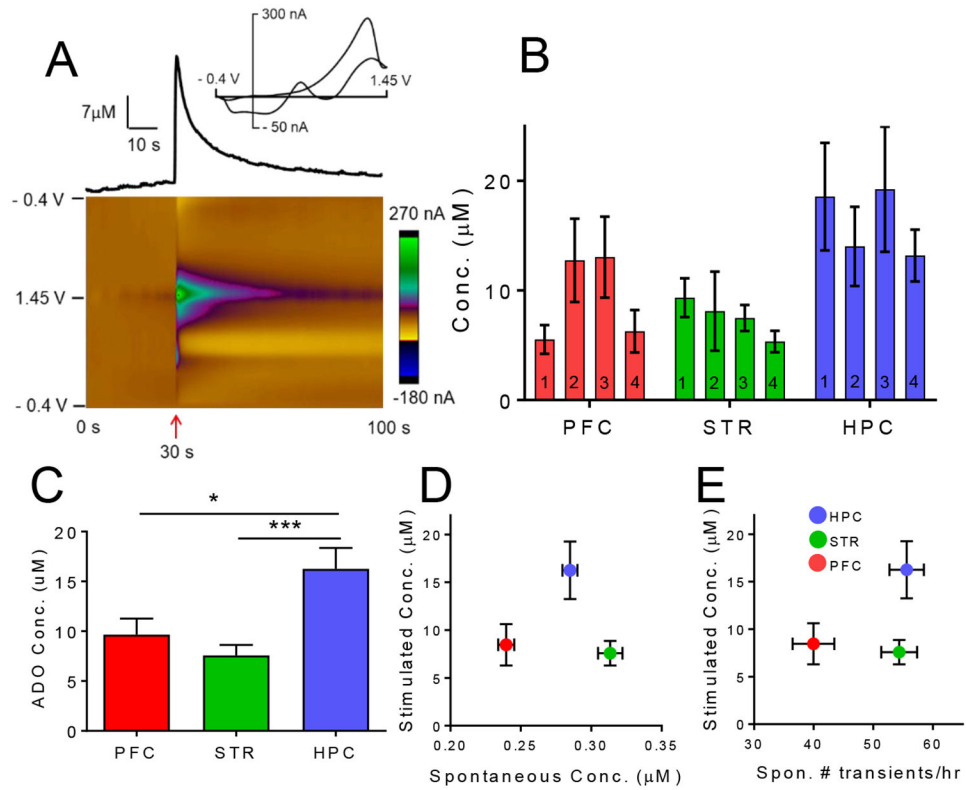 A
300 nA
- 0.4 V
1.45 V
- 50 nA
7μM
10 s
- 0.4 V
1.45 V
- 0.4 V
270 nA
-180 nA
0 s
30 s
100 s
B
Conc. (μM)
20
10
0
1 2 3 4
1 2 3 4
1 2 3 4
PFC STR HPC
C
*
***
ADO Conc. (uM)
20
15
10
5
0
PFC STR HPC
D
Stimulated Conc. (μM)
20
15
10
5
0
0.20 0.25 0.30 0.35
Spontaneous Conc. (μM)
E
HPC
STR
PFC
Stimulated Conc. (μM)
20
15
10
5
0
30 40 50 60
Spon. # transients/hr